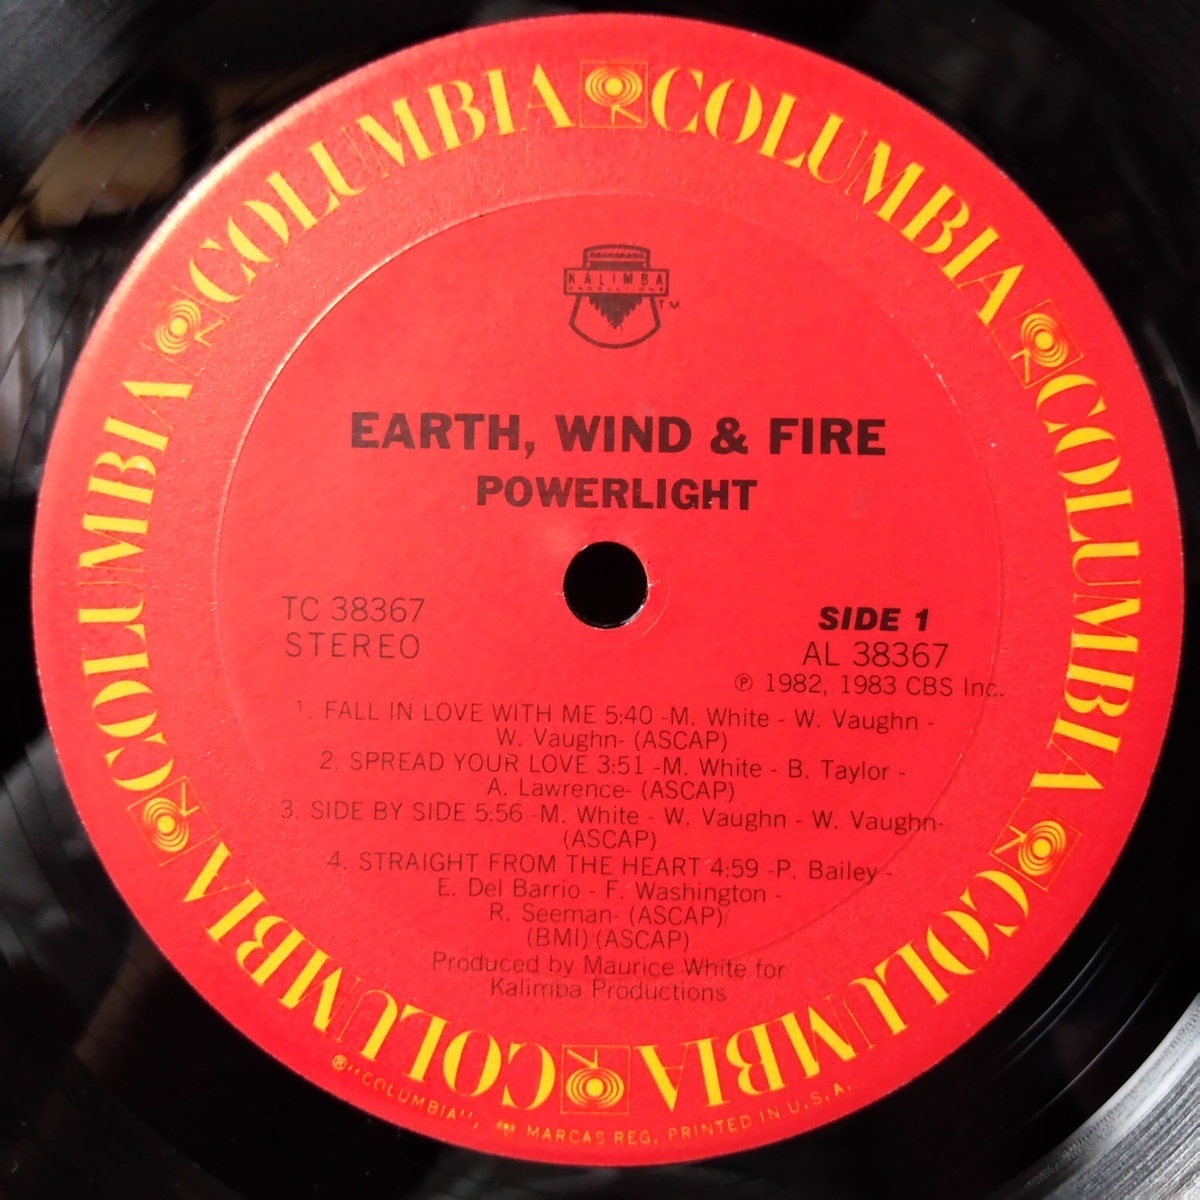 COLUMBIA COLUMBIA COLUMBIA COLUMBIA COLUMBIA COLUMBIA COLUMBIA COLUMBIA
KALIMBA
PRODUCTIONS
TM
EARTH, WIND & FIRE
POWERLIGHT
TC 38367
STEREO
SIDE 1
AL 38367
℗ 1982, 1983 CBS Inc.
1. FALL IN LOVE WITH ME 5:40 -M. White - W. Vaughn -
W. Vaughn- (ASCAP)
2. SPREAD YOUR LOVE 3:51 -M. White - B. Taylor -
A. Lawrence- (ASCAP)
3. SIDE BY SIDE 5:56 -M. White - W. Vaughn - W. Vaughn-
(ASCAP)
4. STRAIGHT FROM THE HEART 4:59 -P. Bailey -
E. Del Barrio - F. Washington -
R. Seeman- (ASCAP)/
(BMI)/(ASCAP)
Produced by Maurice White for
Kalimba Productions
® "COLUMBIA", MARCAS REG. PRINTED IN U.S.A.